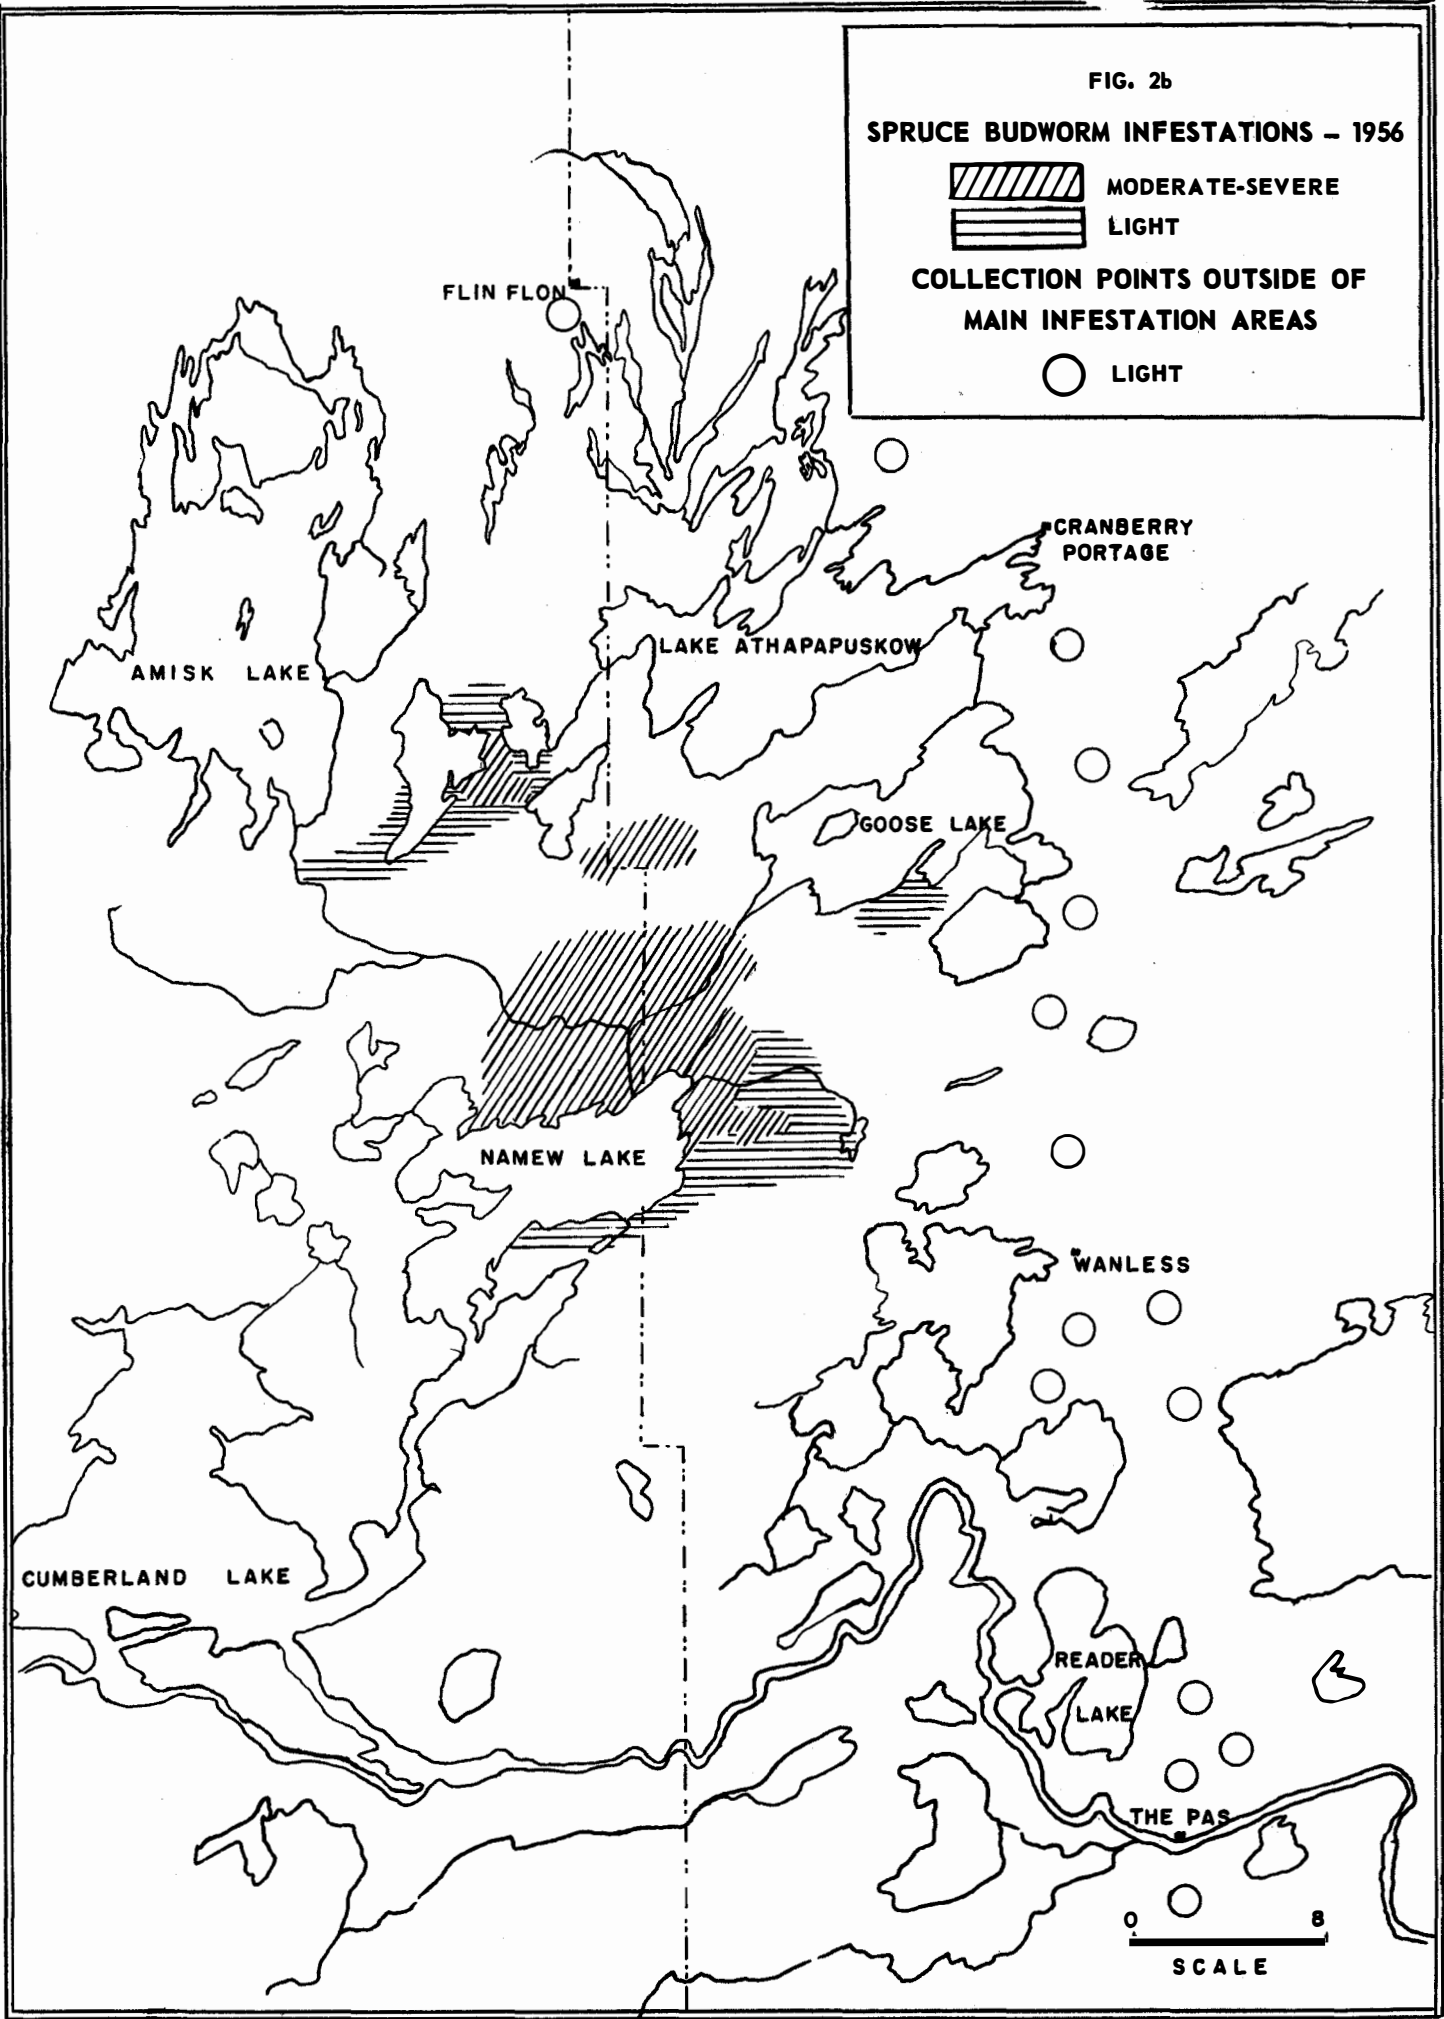 FIG. 2b
SPRUCE BUDWORM INFESTATIONS – 1956
MODERATE-SEVERE
LIGHT
COLLECTION POINTS OUTSIDE OF
MAIN INFESTATION AREAS
LIGHT
FLIN FLON
CRANBERRY
PORTAGE
LAKE ATHAPAPUSKOW
AMISK LAKE
GOOSE LAKE
NAMEW LAKE
WANLESS
CUMBERLAND LAKE
READER
LAKE
THE PAS
0 8
SCALE